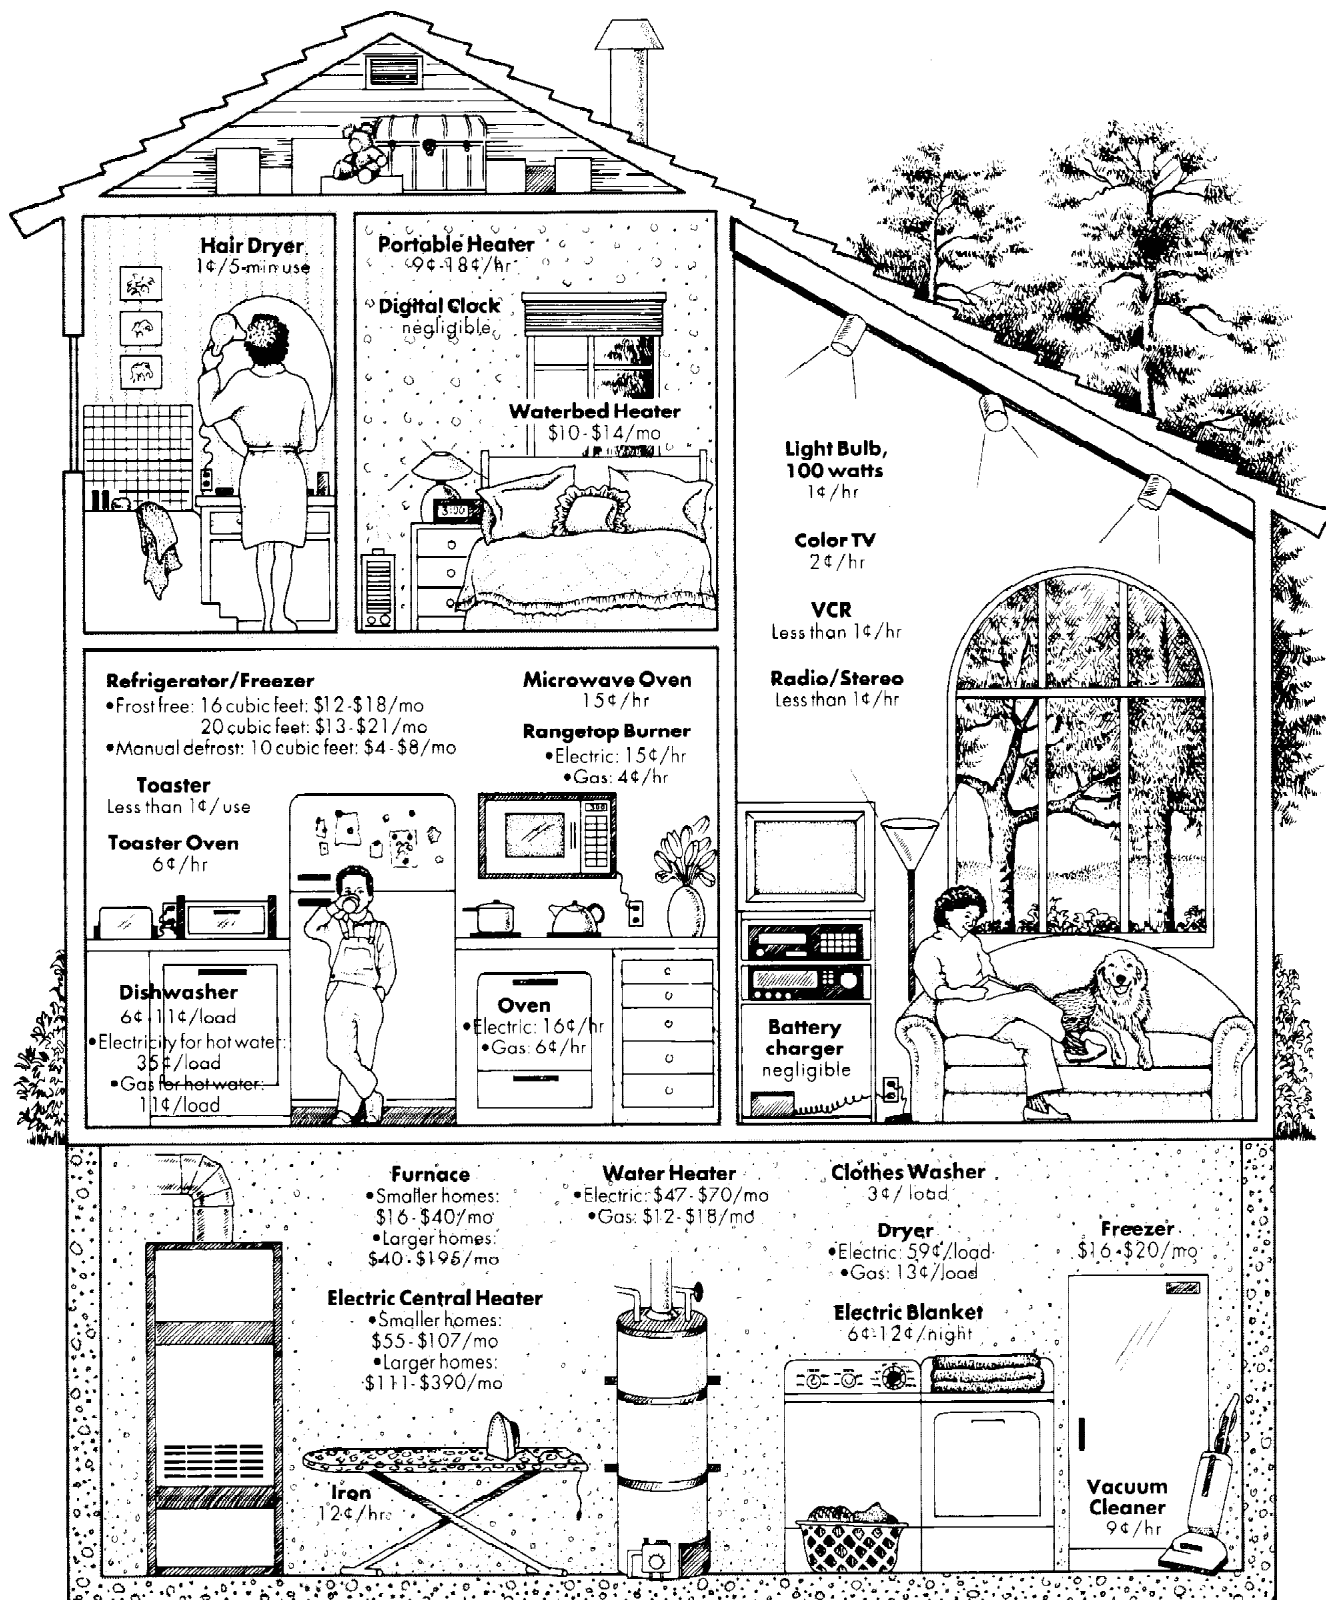 Hair Dryer
1¢/5-min use
Portable Heater
9¢-18¢/hr
Digital Clock
negligible
3:00
Waterbed Heater
$10-$14/mo
Light Bulb,
100 watts
1¢/hr
Color TV
2¢/hr
VCR
Less than 1¢/hr
Radio/Stereo
Less than 1¢/hr
Refrigerator/Freezer
•Frost free: 16 cubic feet: $12-$18/mo
20 cubic feet: $13-$21/mo
•Manual defrost: 10 cubic feet: $4-$8/mo
Toaster
Less than 1¢/use
Toaster Oven
6¢/hr
Microwave Oven
15¢/hr
Rangetop Burner
•Electric: 15¢/hr
•Gas: 4¢/hr
3:00
Dishwasher
6¢-11¢/load
•Electricity for hot water:
35¢/load
•Gas for hot water:
11¢/load
Oven
•Electric: 16¢/hr
•Gas: 6¢/hr
Battery
charger
negligible
Furnace
•Smaller homes:
$16-$40/mo
•Larger homes:
$40-$195/mo
Electric Central Heater
•Smaller homes:
$55-$107/mo
•Larger homes:
$111-$390/mo
Iron
12¢/hr
Water Heater
•Electric: $47-$70/mo
•Gas: $12-$18/mo
Clothes Washer
3¢/load
Dryer
•Electric: 59¢/load
•Gas: 13¢/load
Electric Blanket
6¢-12¢/night
Freezer
$16-$20/mo
Vacuum
Cleaner
9¢/hr